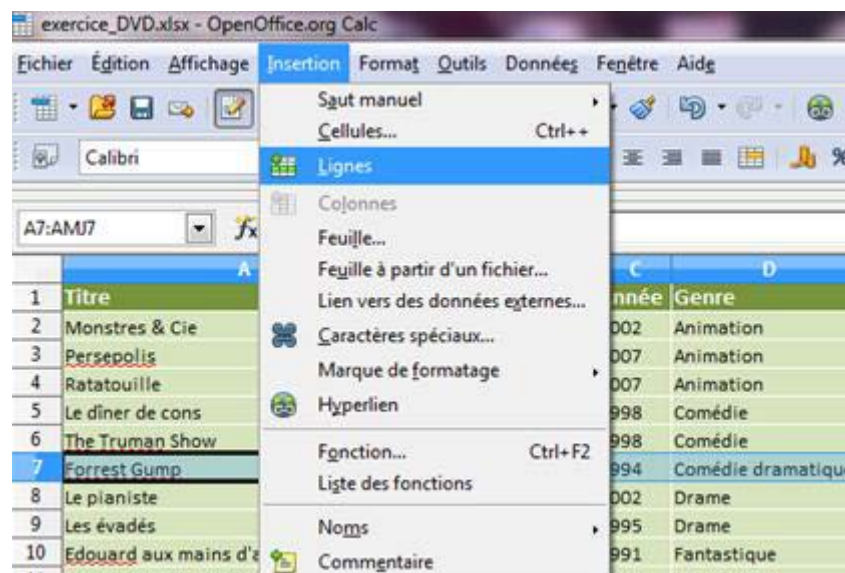 exercice_DVD.xlsx - OpenOffice.org Calc
Fichier Édition Affichage Insertion Format Outils Données Fenêtre Aide
Saut manuel
Cellules... Ctrl++
Calibri
Lignes
Colonnes
A7:AMJ7
Feuille...
Feuille à partir d'un fichier...
A C D
Lien vers des données externes...
1 Titre nnée Genre
2 Monstres & Cie 002 Animation
Caractères spéciaux...
3 Persepolis 007 Animation
Marque de formatage
4 Ratatouille 007 Animation
Hyperlien
5 Le dîner de cons 998 Comédie
6 The Truman Show 998 Comédie
Fonction... Ctrl+F2
7 Forrest Gump 994 Comédie dramatiqu
Liste des fonctions
8 Le pianiste 002 Drame
9 Les évadés 995 Drame
Noms
10 Edouard aux mains d'a 991 Fantastique
Commentaire